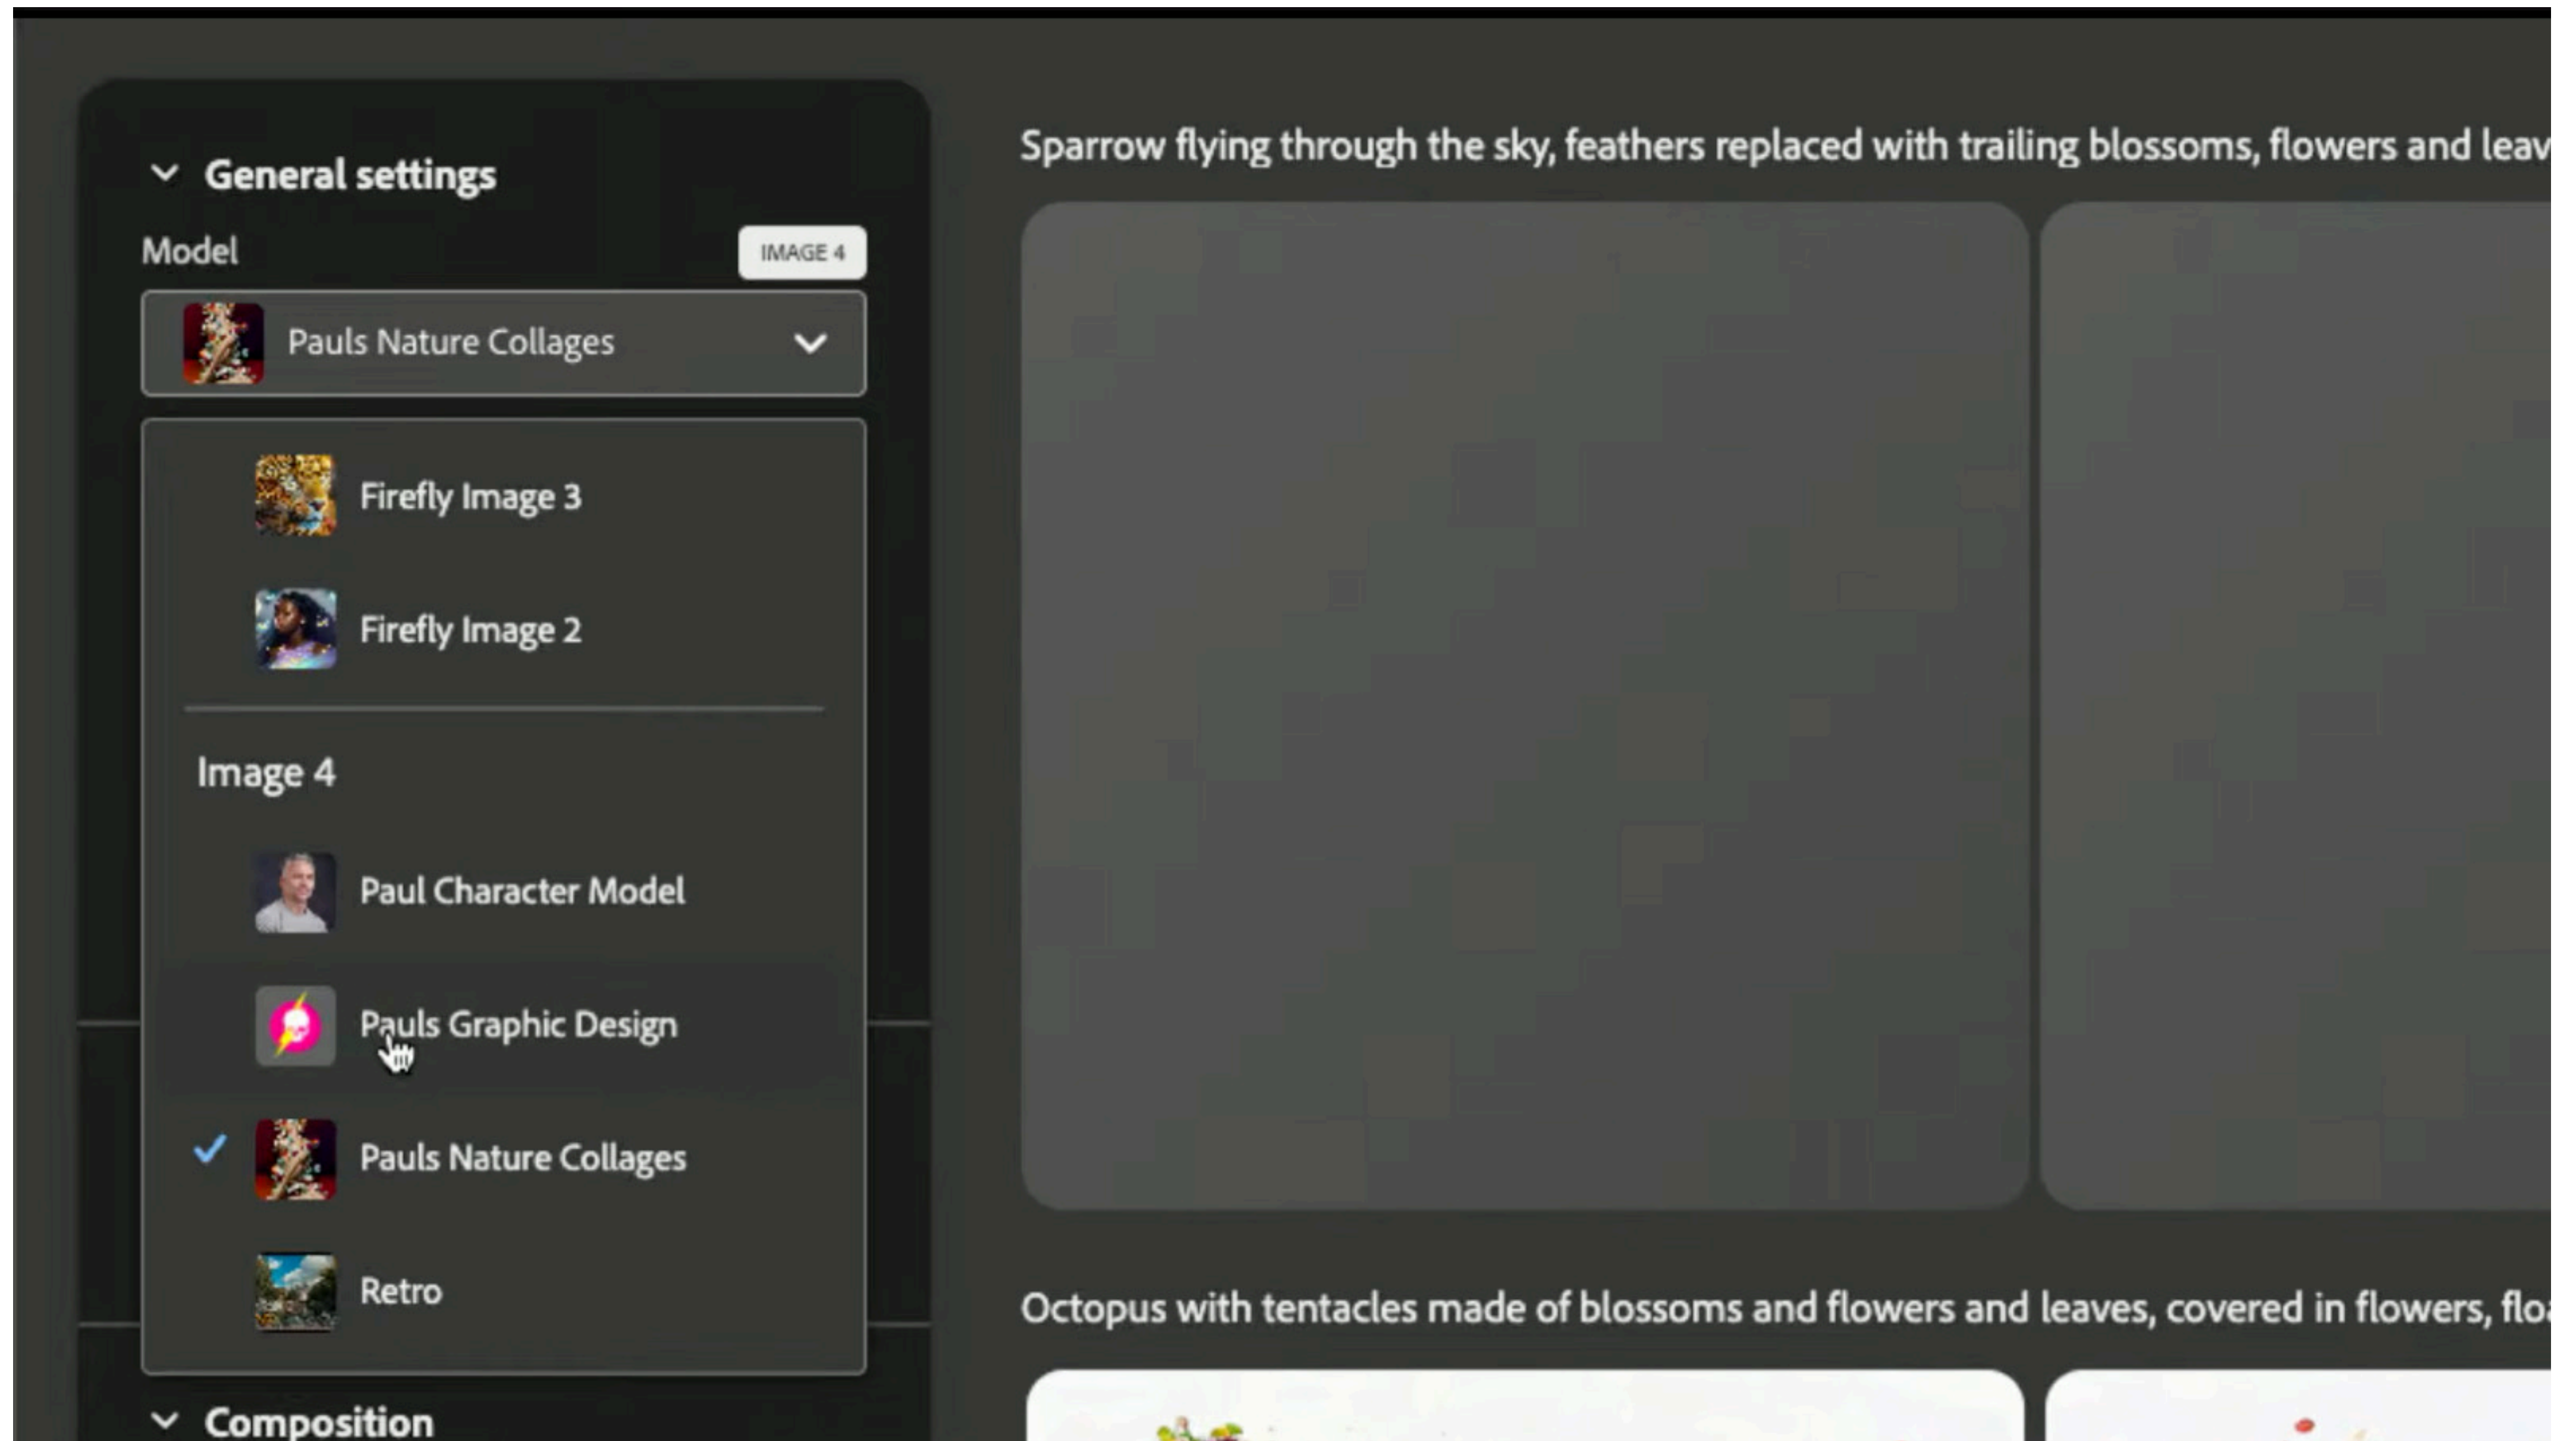 General settings
Model
IMAGE 4
Pauls Nature Collages
Firefly Image 3
Firefly Image 2
Image 4
Paul Character Model
Pauls Graphic Design
Pauls Nature Collages
Retro
Composition
Sparrow flying through the sky, feathers replaced with trailing blossoms, flowers and
Octopus with tentacles made of blossoms and flowers and leaves, covered in flowers,